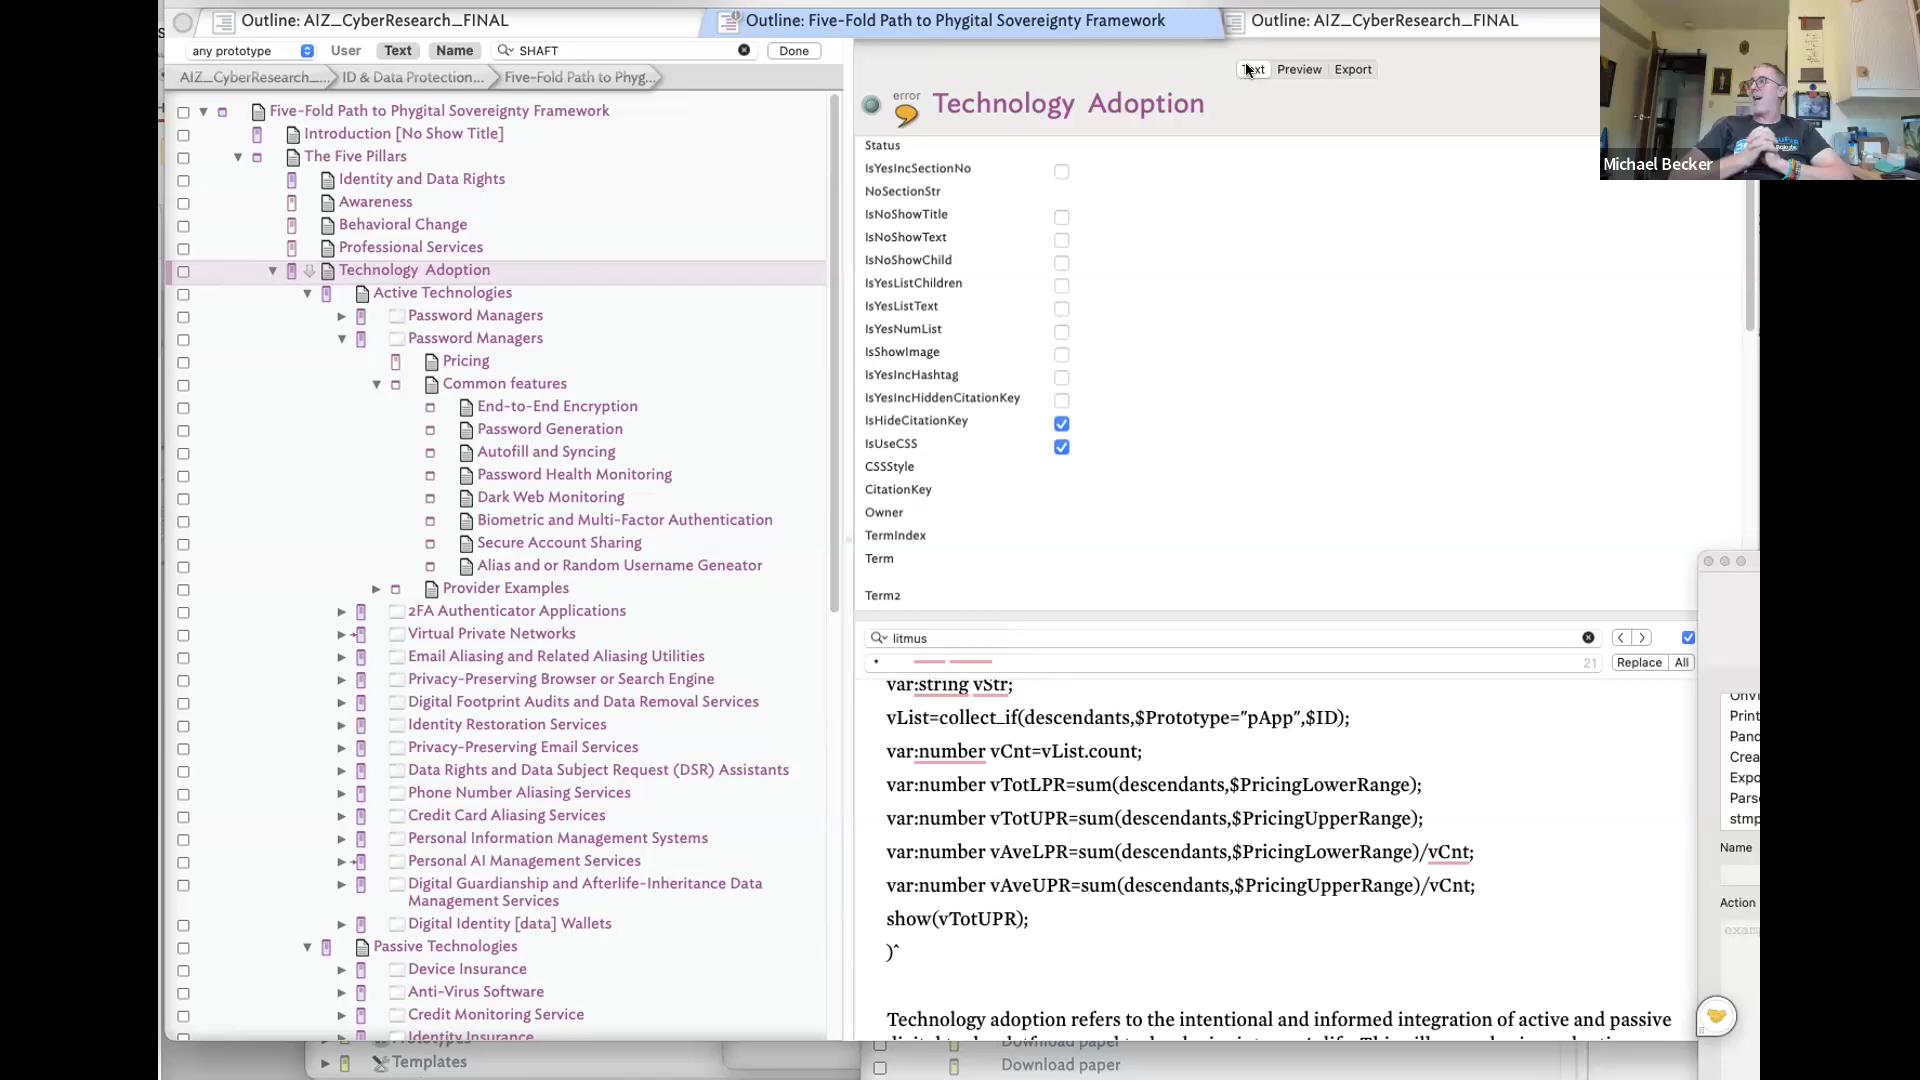 Outline: AIZ_CyberResearch_FINAL
Outline: Five-Fold Path to Phygital Sovereignty Framework
Outline: AIZ_CyberResearch_FINAL
any prototype
User
Text
Name
SHAFT
Done
AIZ_CyberResearch_...
ID & Data Protection...
Five-Fold Path to Phyg...
Five-Fold Path to Phygital Sovereignty Framework
Introduction [No Show Title]
The Five Pillars
Identity and Data Rights
Awareness
Behavioral Change
Professional Services
Technology Adoption
Active Technologies
Password Managers
Password Managers
Pricing
Common features
End-to-End Encryption
Password Generation
Autofill and Syncing
Password Health Monitoring
Dark Web Monitoring
Biometric and Multi-Factor Authentication
Secure Account Sharing
Alias and or Random Username Geneator
Provider Examples
2FA Authenticator Applications
Virtual Private Networks
Email Aliasing and Related Aliasing Utilities
Privacy-Preserving Browser or Search Engine
Digital Footprint Audits and Data Removal Services
Identity Restoration Services
Privacy-Preserving Email Services
Data Rights and Data Subject Request (DSR) Assistants
Phone Number Aliasing Services
Credit Card Aliasing Services
Personal Information Management Systems
Personal AI Management Services
Digital Guardianship and Afterlife-Inheritance Data
Management Services
Digital Identity [data] Wallets
Passive Technologies
Device Insurance
Anti-Virus Software
Credit Monitoring Service
Identity Insurance
Templates
Text
Preview
Export
error
Technology Adoption
Status
IsYesIncSectionNo
NoSectionStr
IsNoShowTitle
IsNoShowText
IsNoShowChild
IsYesListChildren
IsYesListText
IsYesNumList
IsShowImage
IsYesIncHashtag
IsYesIncHiddenCitationKey
IsHideCitationKey
IsUseCSS
CSSStyle
CitationKey
Owner
TermIndex
Term
Term2
litmus
21
Replace
All
var:string vStr;
vList=collect_if(descendants,$Prototype="pApp",$ID);
var:number vCnt=vList.count;
var:number vTotLPR=sum(descendants,$PricingLowerRange);
var:number vTotUPR=sum(descendants,$PricingUpperRange);
var:number vAveLPR=sum(descendants,$PricingLowerRange)/vCnt;
var:number vAveUPR=sum(descendants,$PricingUpperRange)/vCnt;
show(vTotUPR);
)^
Technology adoption refers to the intentional and informed integration of active and passive
Download paper
Download paper
Michael Becker
Print
Panc
Crea
Expo
Pars
stmp
Name
Action
exam